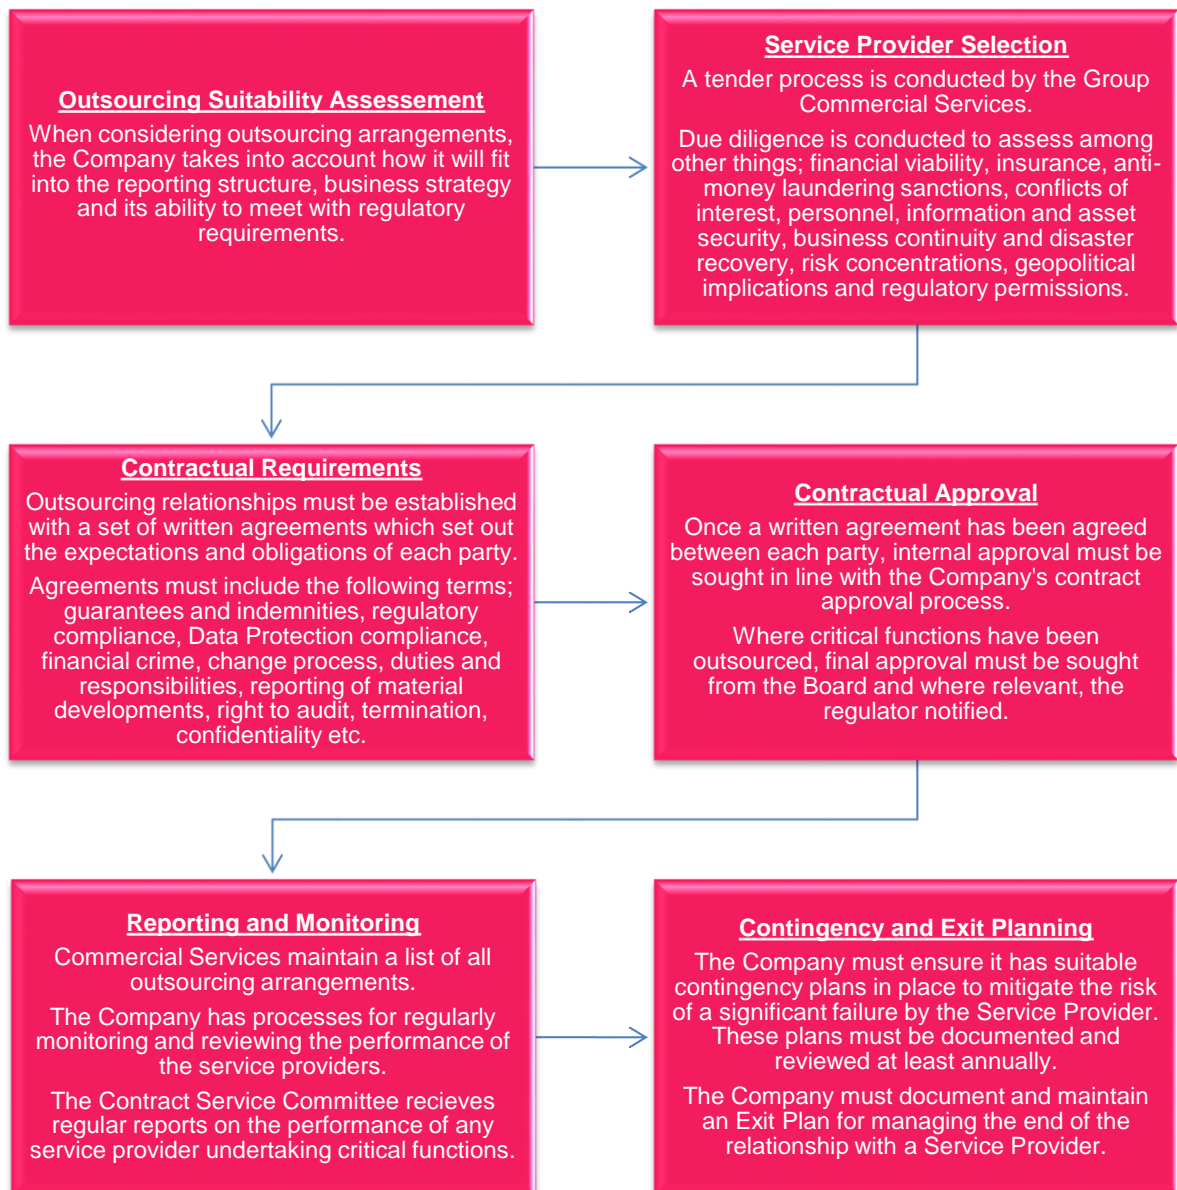 Outsourcing Suitability Assessement
When considering outsourcing arrangements,
the Company takes into account how it will fit
into the reporting structure, business strategy
and its ability to meet with regulatory
requirements.
Service Provider Selection
A tender process is conducted by the Group
Commercial Services.
Due diligence is conducted to assess among
other things; financial viability, insurance, anti-
money laundering sanctions, conflicts of
interest, personnel, information and asset
security, business continuity and disaster
recovery, risk concentrations, geopolitical
implications and regulatory permissions.
Contractual Requirements
Outsourcing relationships must be established
with a set of written agreements which set out
the expectations and obligations of each party.
Agreements must include the following terms;
guarantees and indemnities, regulatory
compliance, Data Protection compliance,
financial crime, change process, duties and
responsibilities, reporting of material
developments, right to audit, termination,
confidentiality etc.
Contractual Approval
Once a written agreement has been agreed
between each party, internal approval must be
sought in line with the Company's contract
approval process.
Where critical functions have been
outsourced, final approval must be sought
from the Board and where relevant, the
regulator notified.
Reporting and Monitoring
Commercial Services maintain a list of all
outsourcing arrangements.
The Company has processes for regularly
monitoring and reviewing the performance of
the service providers.
The Contract Service Committee recieves
regular reports on the performance of any
service provider undertaking critical functions.
Contingency and Exit Planning
The Company must ensure it has suitable
contingency plans in place to mitigate the risk
of a significant failure by the Service Provider.
These plans must be documented and
reviewed at least annually.
The Company must document and maintain
an Exit Plan for managing the end of the
relationship with a Service Provider.